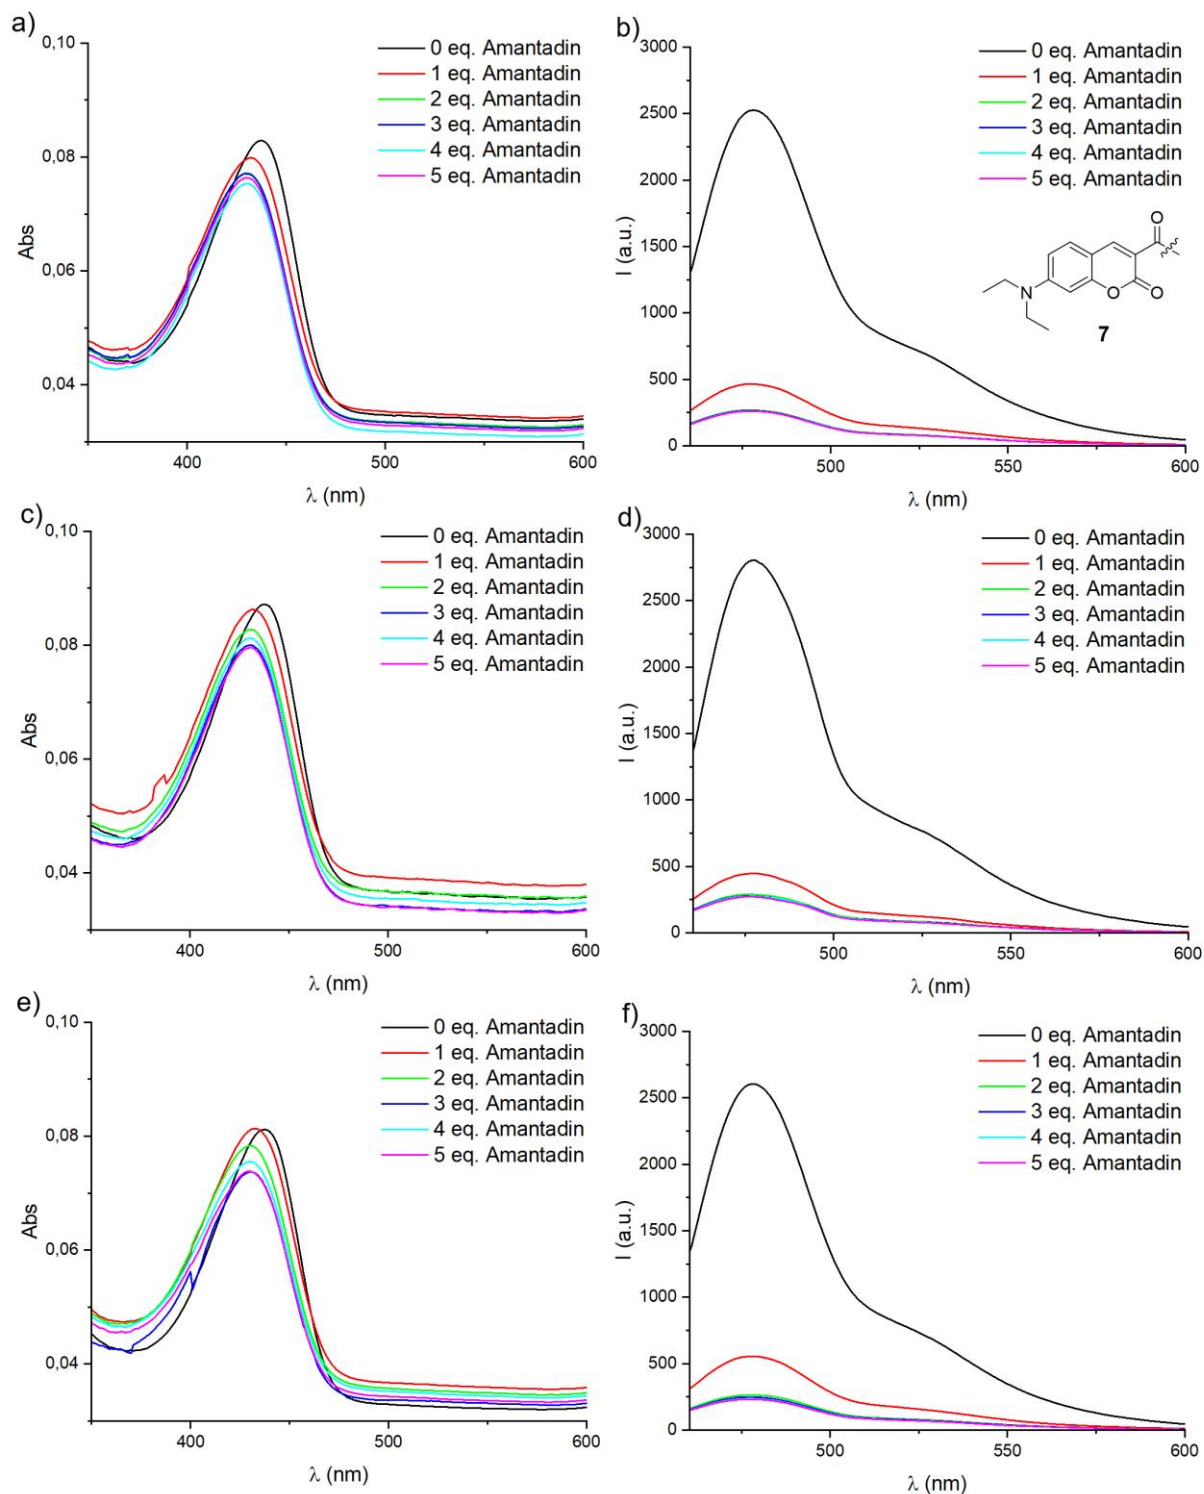 a)
0,10
0,08
0,06
0,04
Abs
400
500
600
λ (nm)
0 eq. Amantadin
1 eq. Amantadin
2 eq. Amantadin
3 eq. Amantadin
4 eq. Amantadin
5 eq. Amantadin
b)
3000
2500
2000
1500
1000
500
0
I (a.u.)
500
550
600
λ (nm)
0 eq. Amantadin
1 eq. Amantadin
2 eq. Amantadin
3 eq. Amantadin
4 eq. Amantadin
5 eq. Amantadin
O
N
O
O
7
c)
0,10
0,08
0,06
0,04
Abs
400
500
600
λ (nm)
0 eq. Amantadin
1 eq. Amantadin
2 eq. Amantadin
3 eq. Amantadin
4 eq. Amantadin
5 eq. Amantadin
d)
3000
2500
2000
1500
1000
500
0
I (a.u.)
500
550
600
λ (nm)
0 eq. Amantadin
1 eq. Amantadin
2 eq. Amantadin
3 eq. Amantadin
4 eq. Amantadin
5 eq. Amantadin
e)
0,10
0,08
0,06
0,04
Abs
400
500
600
λ (nm)
0 eq. Amantadin
1 eq. Amantadin
2 eq. Amantadin
3 eq. Amantadin
4 eq. Amantadin
5 eq. Amantadin
f)
3000
2500
2000
1500
1000
500
0
I (a.u.)
500
550
600
λ (nm)
0 eq. Amantadin
1 eq. Amantadin
2 eq. Amantadin
3 eq. Amantadin
4 eq. Amantadin
5 eq. Amantadin